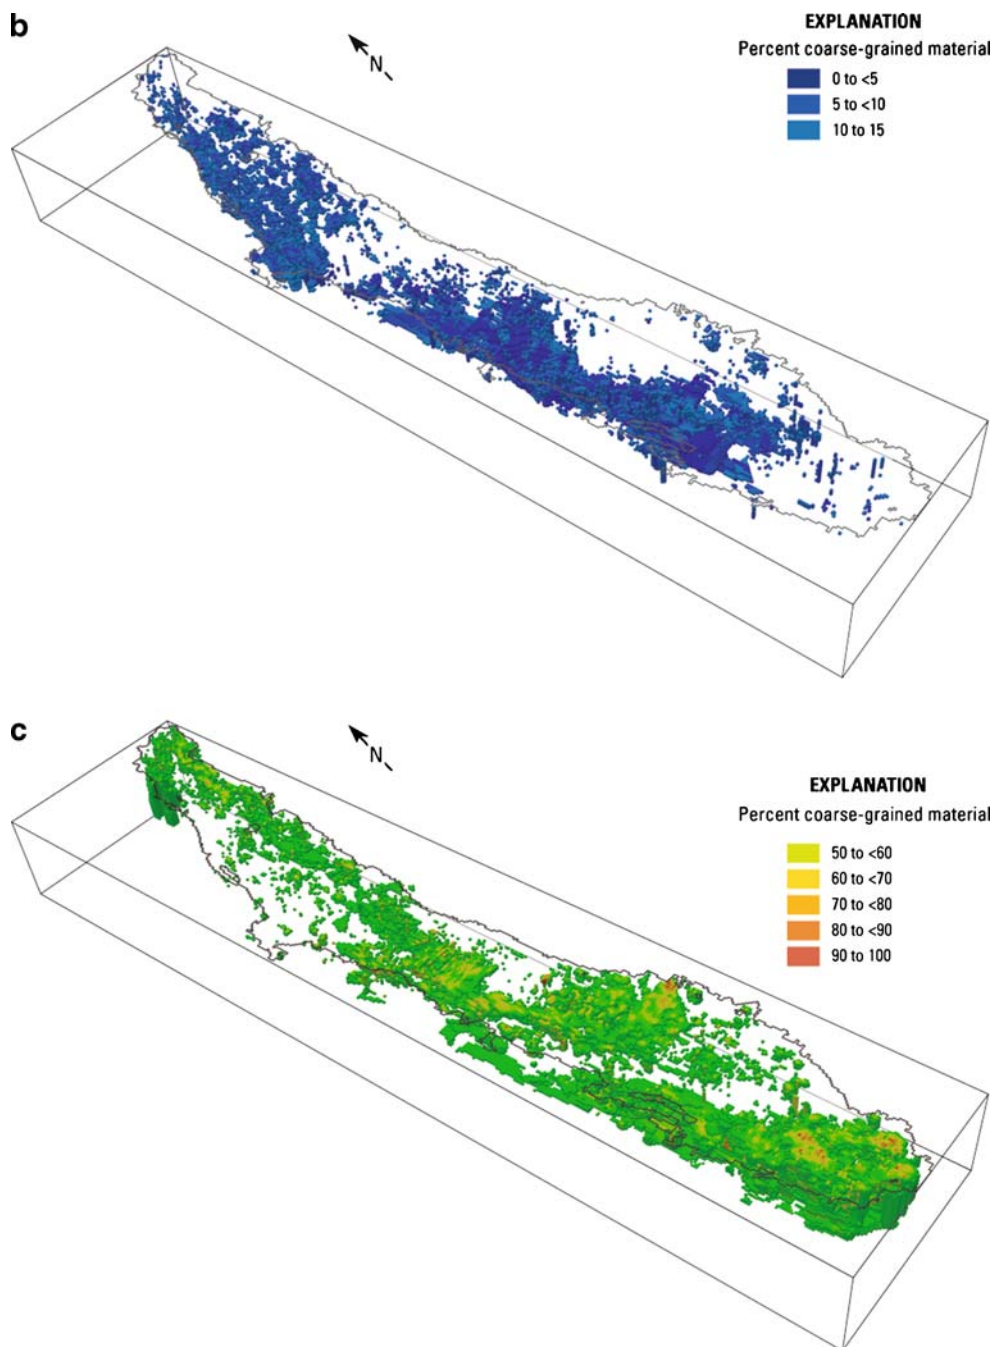 b
N
EXPLANATION
Percent coarse-grained material
0 to <5
5 to <10
10 to 15
c
N
EXPLANATION
Percent coarse-grained material
50 to <60
60 to <70
70 to <80
80 to <90
90 to 100